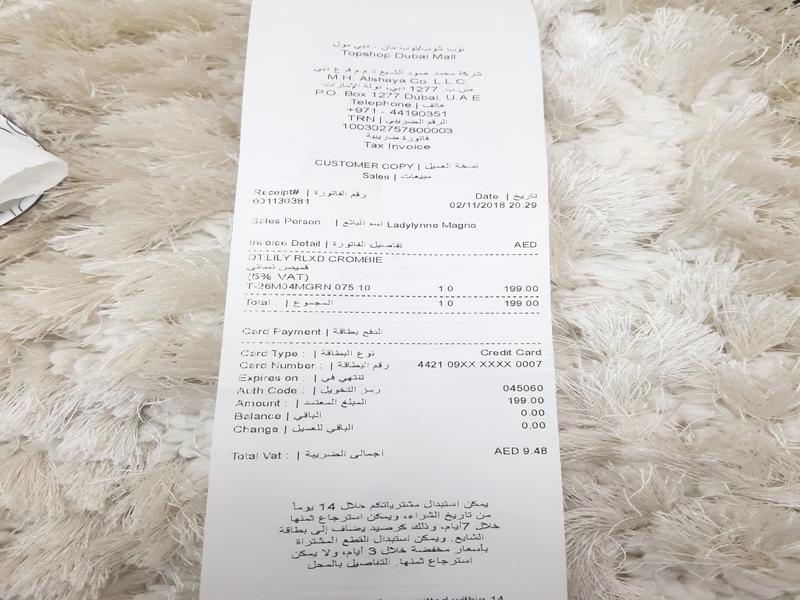 توب شوب/توب مان - دبي مول
Topshop Dubai Mall
شركة محمد حمود الشايع ذ.م.م فرع دبي
M.H. Alshaya Co. L.L.C.
ص.ب. 1277 دبي، دولة الإمارات
P.O. Box 1277 Dubai, U.A.E
Telephone | هاتف
+971 - 44190351
TRN | الرقم الضريبي
100302757800003
فاتورة ضريبية
Tax Invoice
CUSTOMER COPY | نسخة العميل
Sales | مبيعات
Receipt# | رقم الفاتورة Date | تاريخ
001130381 02/11/2018 20:29
Sales Person : | اسم البائع Ladylynne Magno
Invoice Detail | تفاصيل الفاتورة AED
OT:LILY RLXD CROMBIE
قميص نسائي
(5% VAT)
T-26M04MGRN 075 10 1.0 199.00
Total : | المجموع 1.0 199.00
Card Payment | الدفع بطاقة
Card Type : | نوع البطاقة Credit Card
Card Number : | رقم البطاقة 4421 09XX XXXX 0007
Expires on : | تنتهي في
Auth Code : | رمز التخويل 045060
Amount : | المبلغ المعتمد 199.00
Balance | الباقي 0.00
Change | الباقي للعميل 0.00
Total Vat : | اجمالي الضريبة AED 9.48
يمكن استبدال مشترياتكم خلال 14 يوماً
من تاريخ الشراء، ويمكن استرجاع ثمنها
خلال 7أيام، وذلك كرصيد يضاف إلى بطاقة
الشايع. ويمكن استبدال القطع المشتراة
بأسعار مخفضة خلال 3 أيام، ولا يمكن
استرجاع ثمنها. التفاصيل بالمحل
within 14